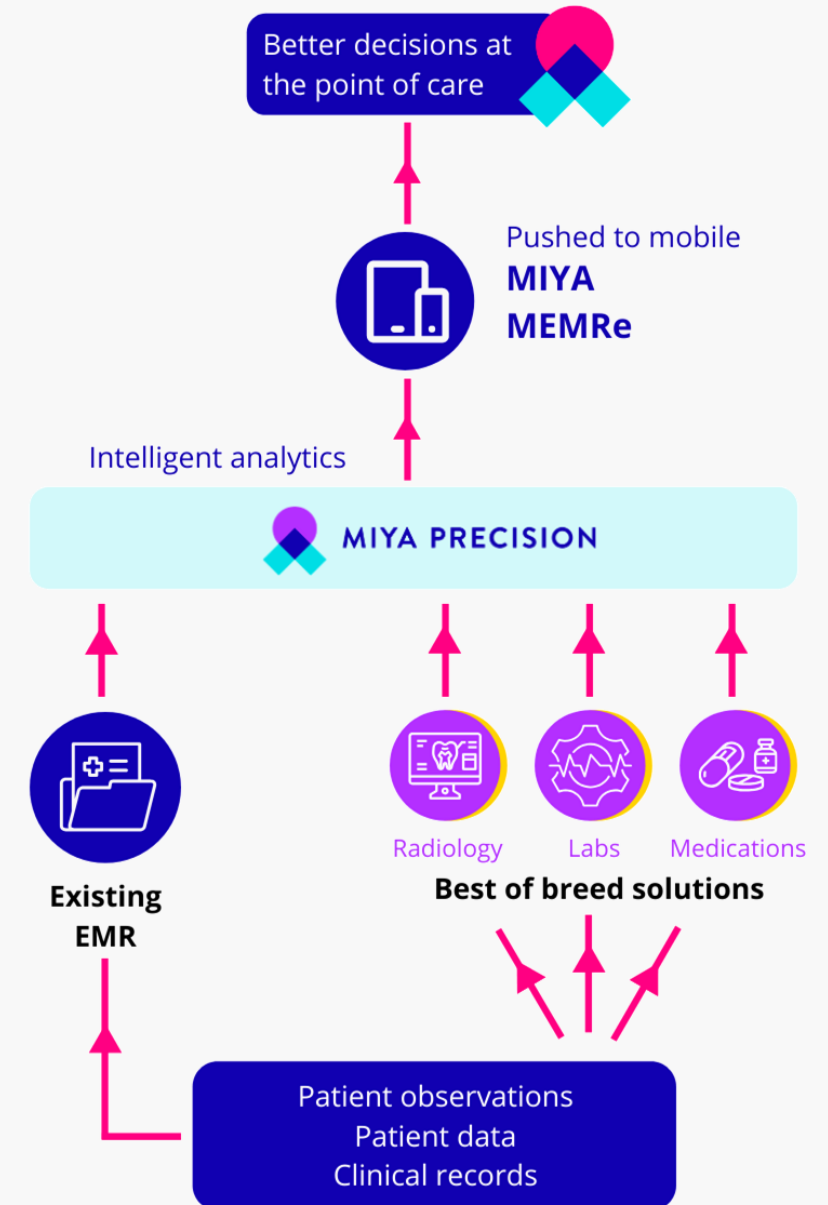 Better decisions at
the point of care
Pushed to mobile
MIYA
MEMRe
Intelligent analytics
MIYA PRECISION
Radiology
Labs
Medications
Existing
EMR
Best of breed solutions
Patient observations
Patient data
Clinical records